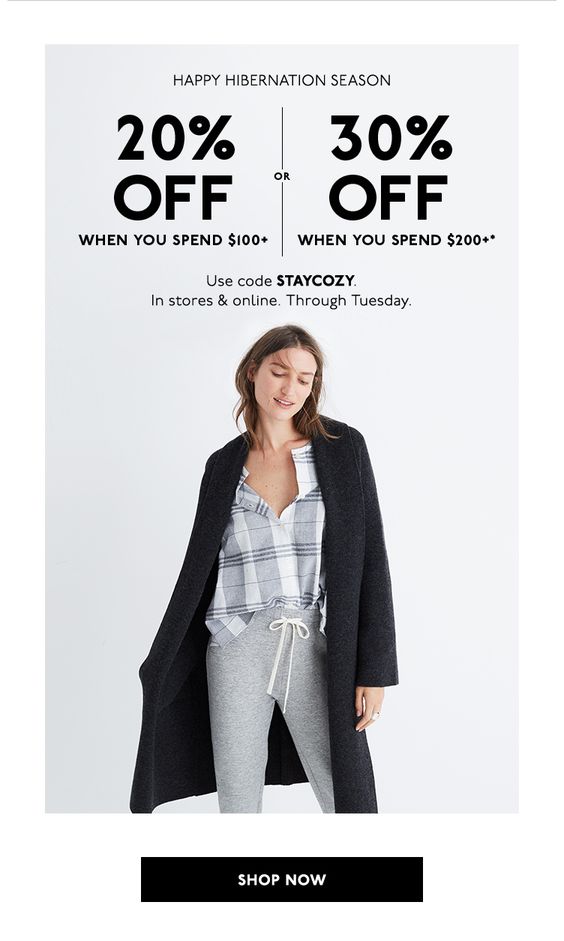 HAPPY HIBERNATION SEASON
20%
OFF
WHEN YOU SPEND $100+
OR
30%
OFF
WHEN YOU SPEND $200+*
Use code STAYCOZY.
In stores & online. Through Tuesday.
SHOP NOW